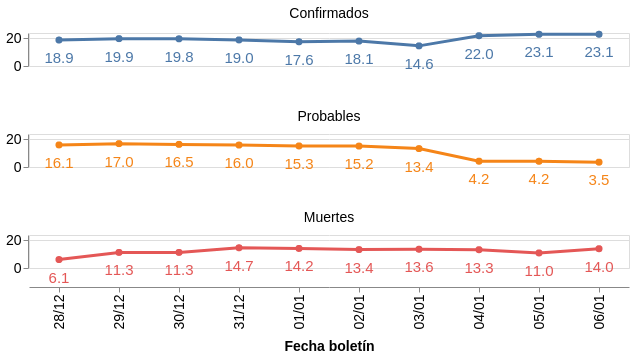 Confirmados
20
0
18.9 19.9 19.8 19.0 17.6 18.1 14.6 22.0 23.1 23.1
Probables
20
0
16.1 17.0 16.5 16.0 15.3 15.2 13.4 4.2 4.2 3.5
Muertes
20
0
6.1 11.3 11.3 14.7 14.2 13.4 13.6 13.3 11.0 14.0
28/12 29/12 30/12 31/12 01/01 02/01 03/01 04/01 05/01 06/01
Fecha boletín